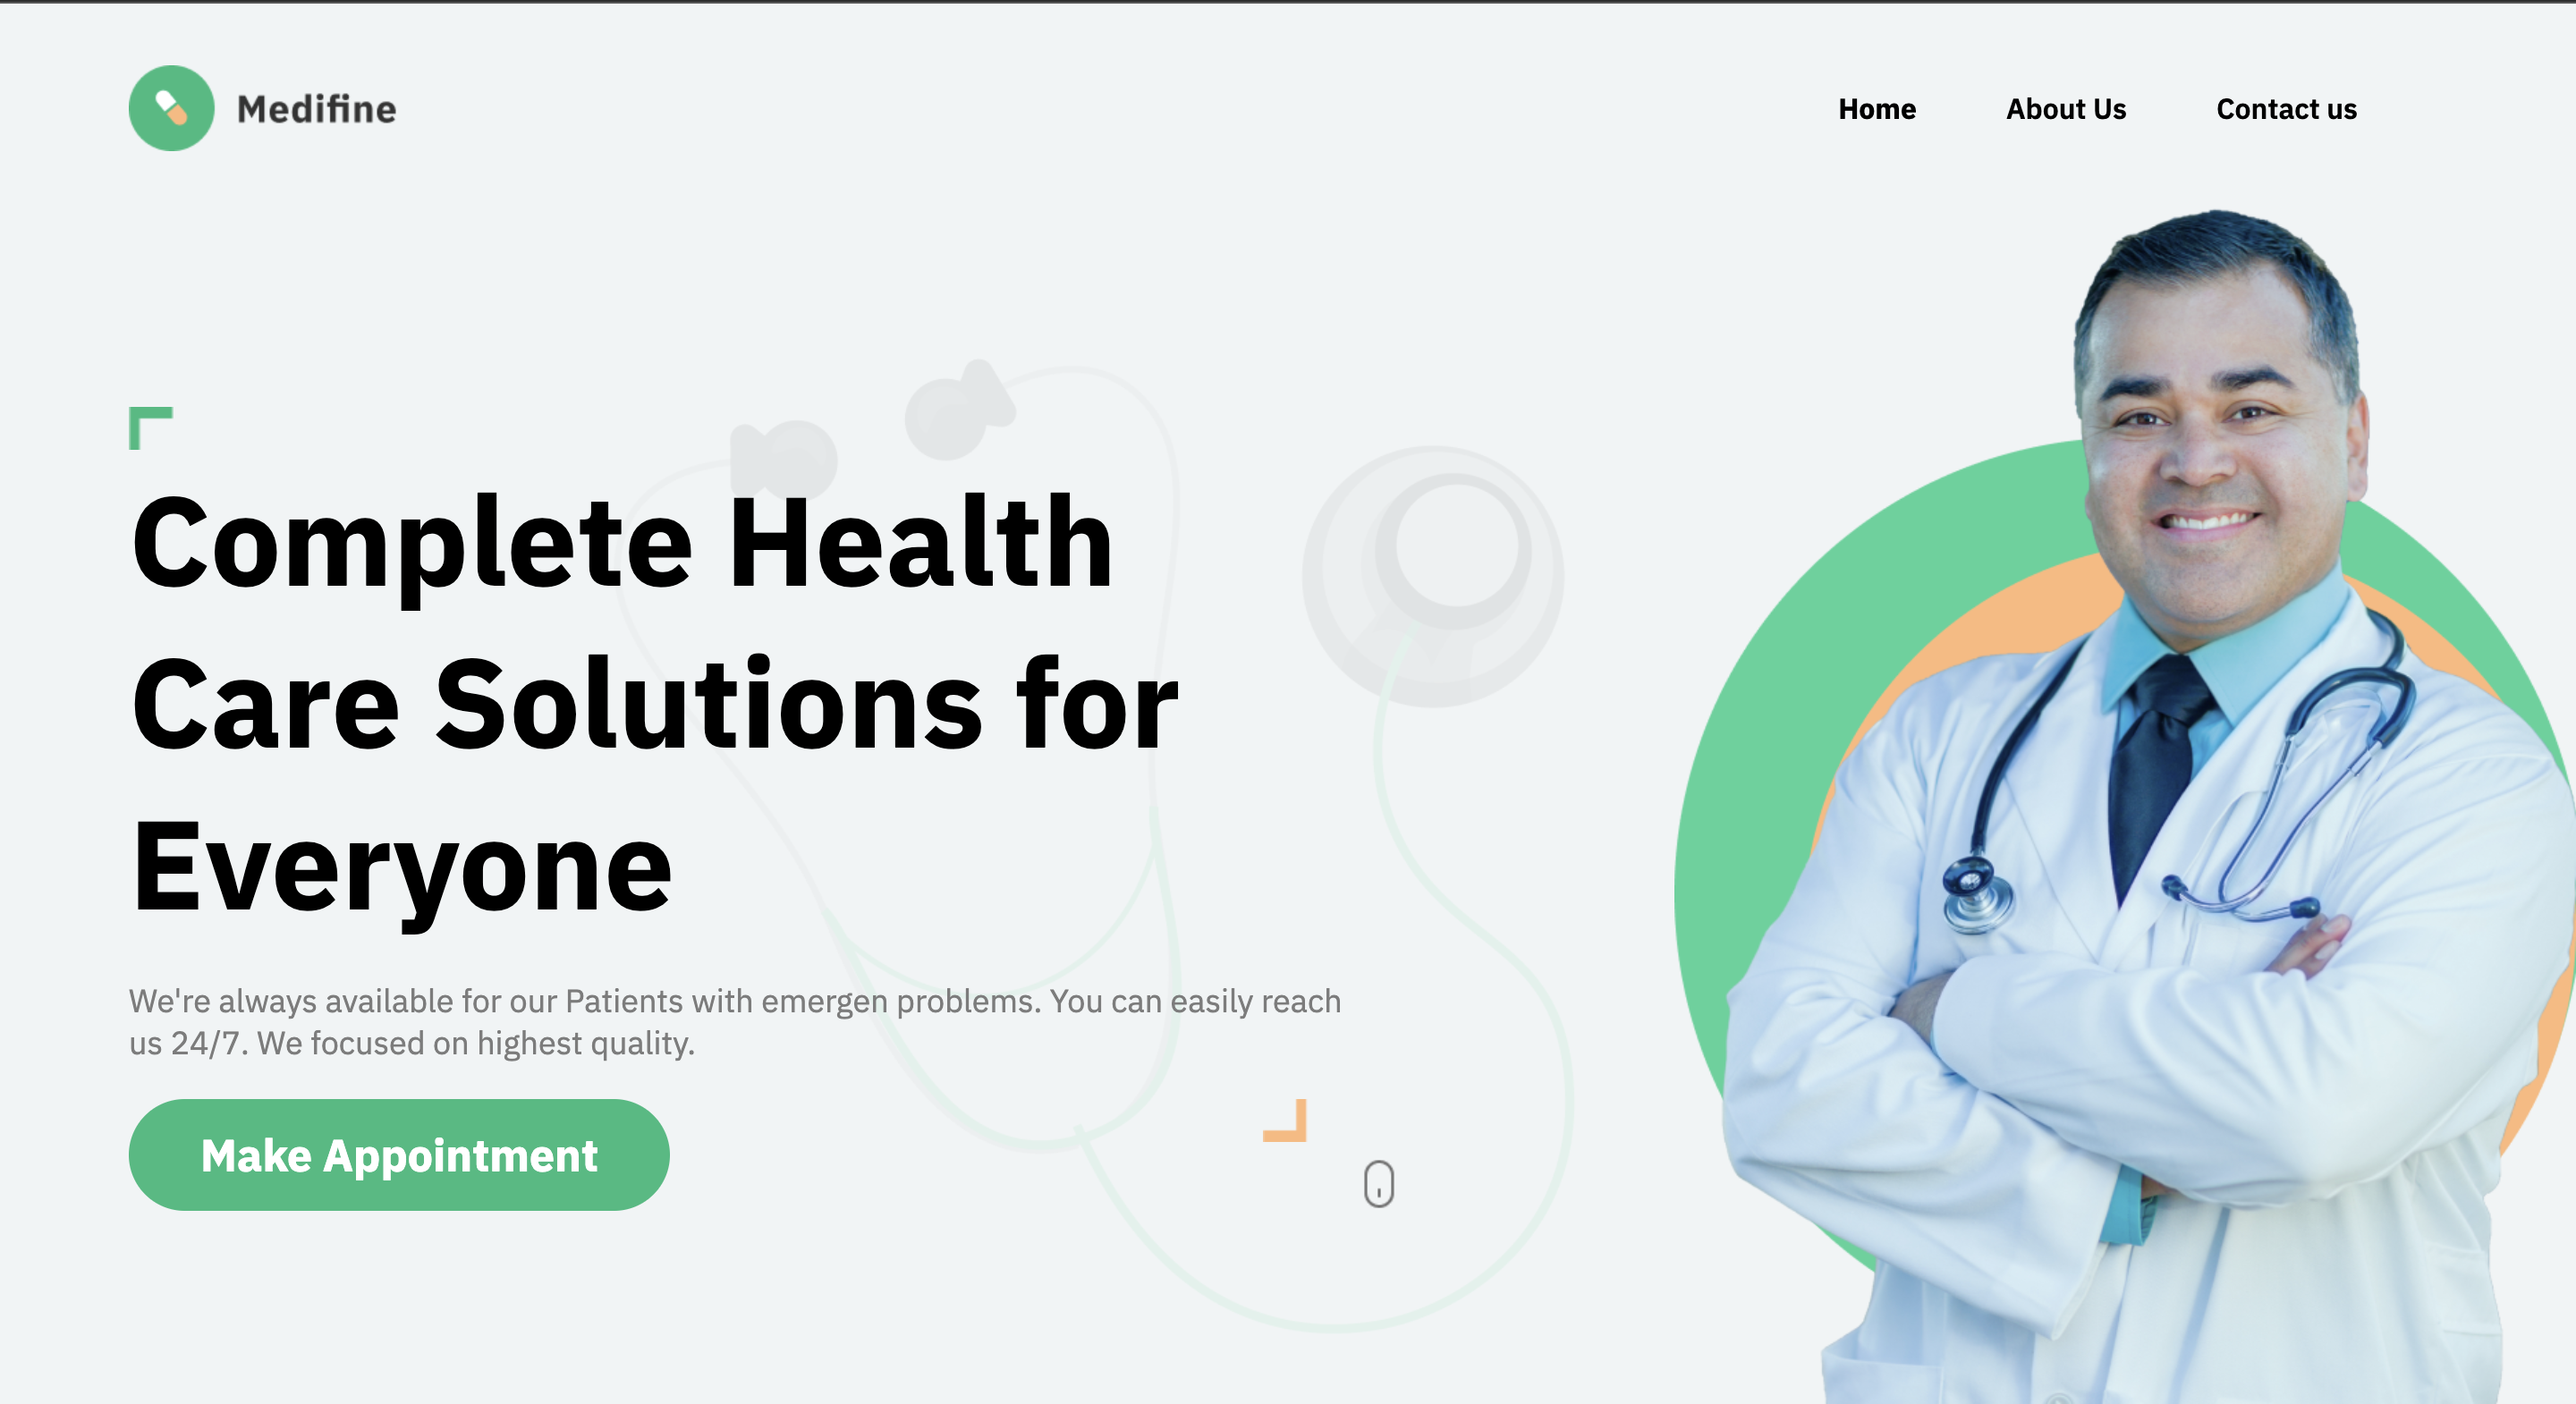 Medifine
Home
About Us
Contact us
Complete Health
Care Solutions for
Everyone
We're always available for our Patients with emergen problems. You can easily reach
us 24/7. We focused on highest quality.
Make Appointment